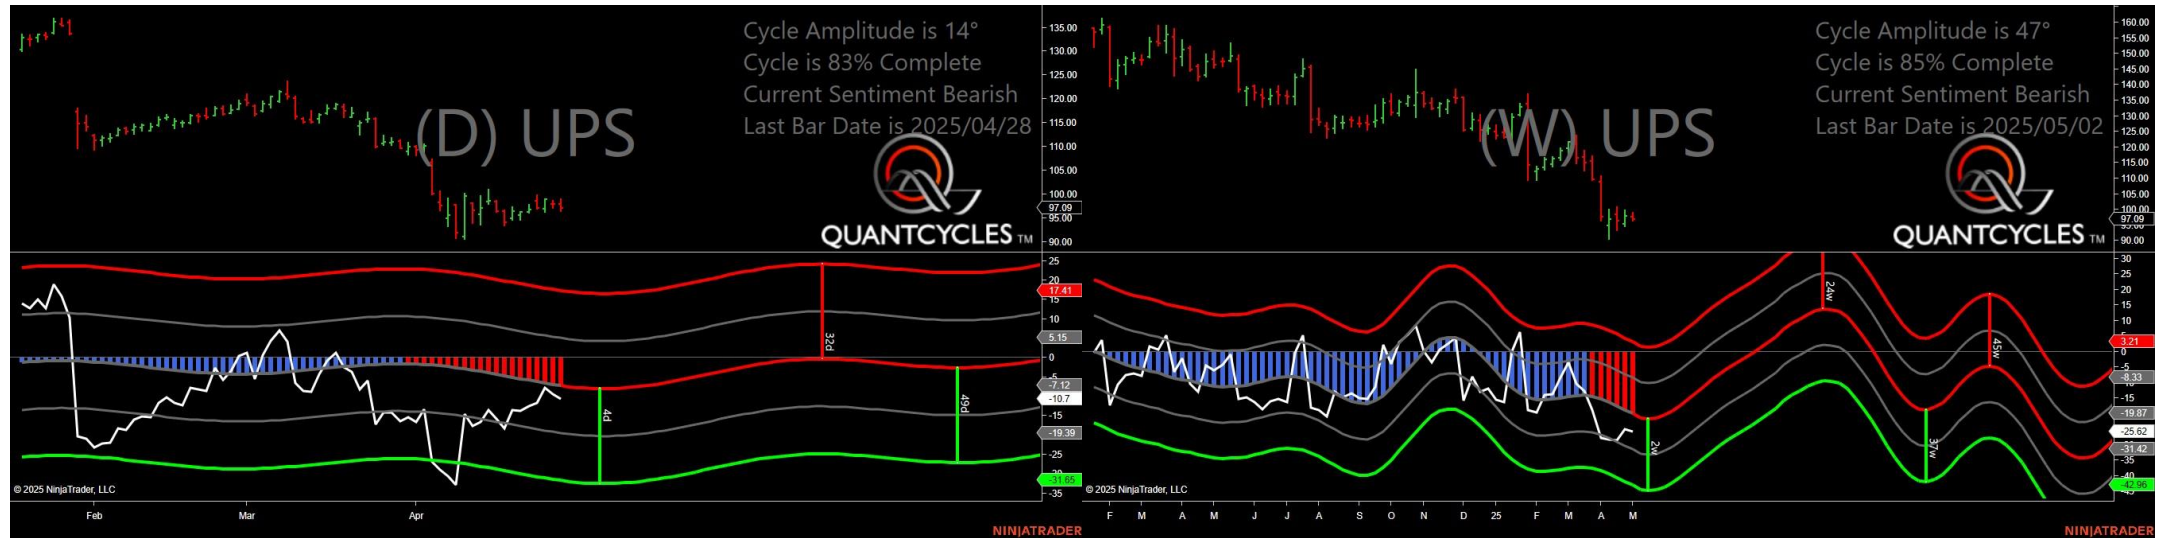 Cycle Amplitude is 14°
Cycle is 83% Complete
Current Sentiment Bearish
Last Bar Date is 2025/04/28
(D) UPS
QUANTCYCLES TM
135.00
130.00
125.00
120.00
115.00
110.00
105.00
100.00
97.09
95.00
90.00
25
20
17.41
15
10
5.15
0
-7.12
-10.7
-15
-19.39
-25
-31.65
-35
32d
4d
49d
© 2025 NinjaTrader, LLC
Feb Mar Apr
NINJATRADER
Cycle Amplitude is 47°
Cycle is 85% Complete
Current Sentiment Bearish
Last Bar Date is 2025/05/02
(W) UPS
QUANTCYCLES TM
160.00
155.00
150.00
145.00
140.00
135.00
130.00
125.00
120.00
115.00
110.00
105.00
100.00
97.09
90.00
30
25
20
15
10
3.21
0
-5
-8.33
-15
-19.87
-25.62
-31.42
-35
-40
-42.96
24w
45w
2w
37w
© 2025 NinjaTrader, LLC
F M A M J J A S O N D 25 F M A M
NINJATRADER